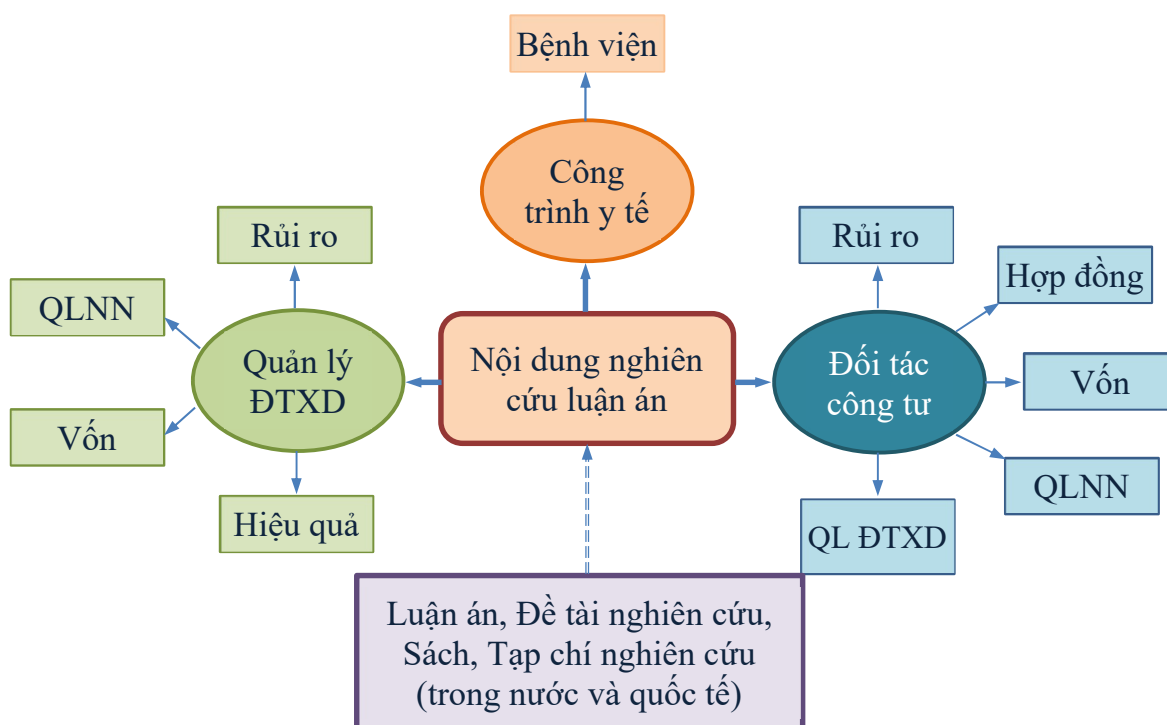 Bệnh viện
Công
trình y tế
Rủi ro
Rủi ro
Hợp đồng
QLNN
Quản lý
ĐTXD
Nội dung nghiên
cứu luận án
Đối tác
công tư
Vốn
Vốn
QLNN
Hiệu quả
QL ĐTXD
Luận án, Đề tài nghiên cứu,
Sách, Tạp chí nghiên cứu
(trong nước và quốc tế)